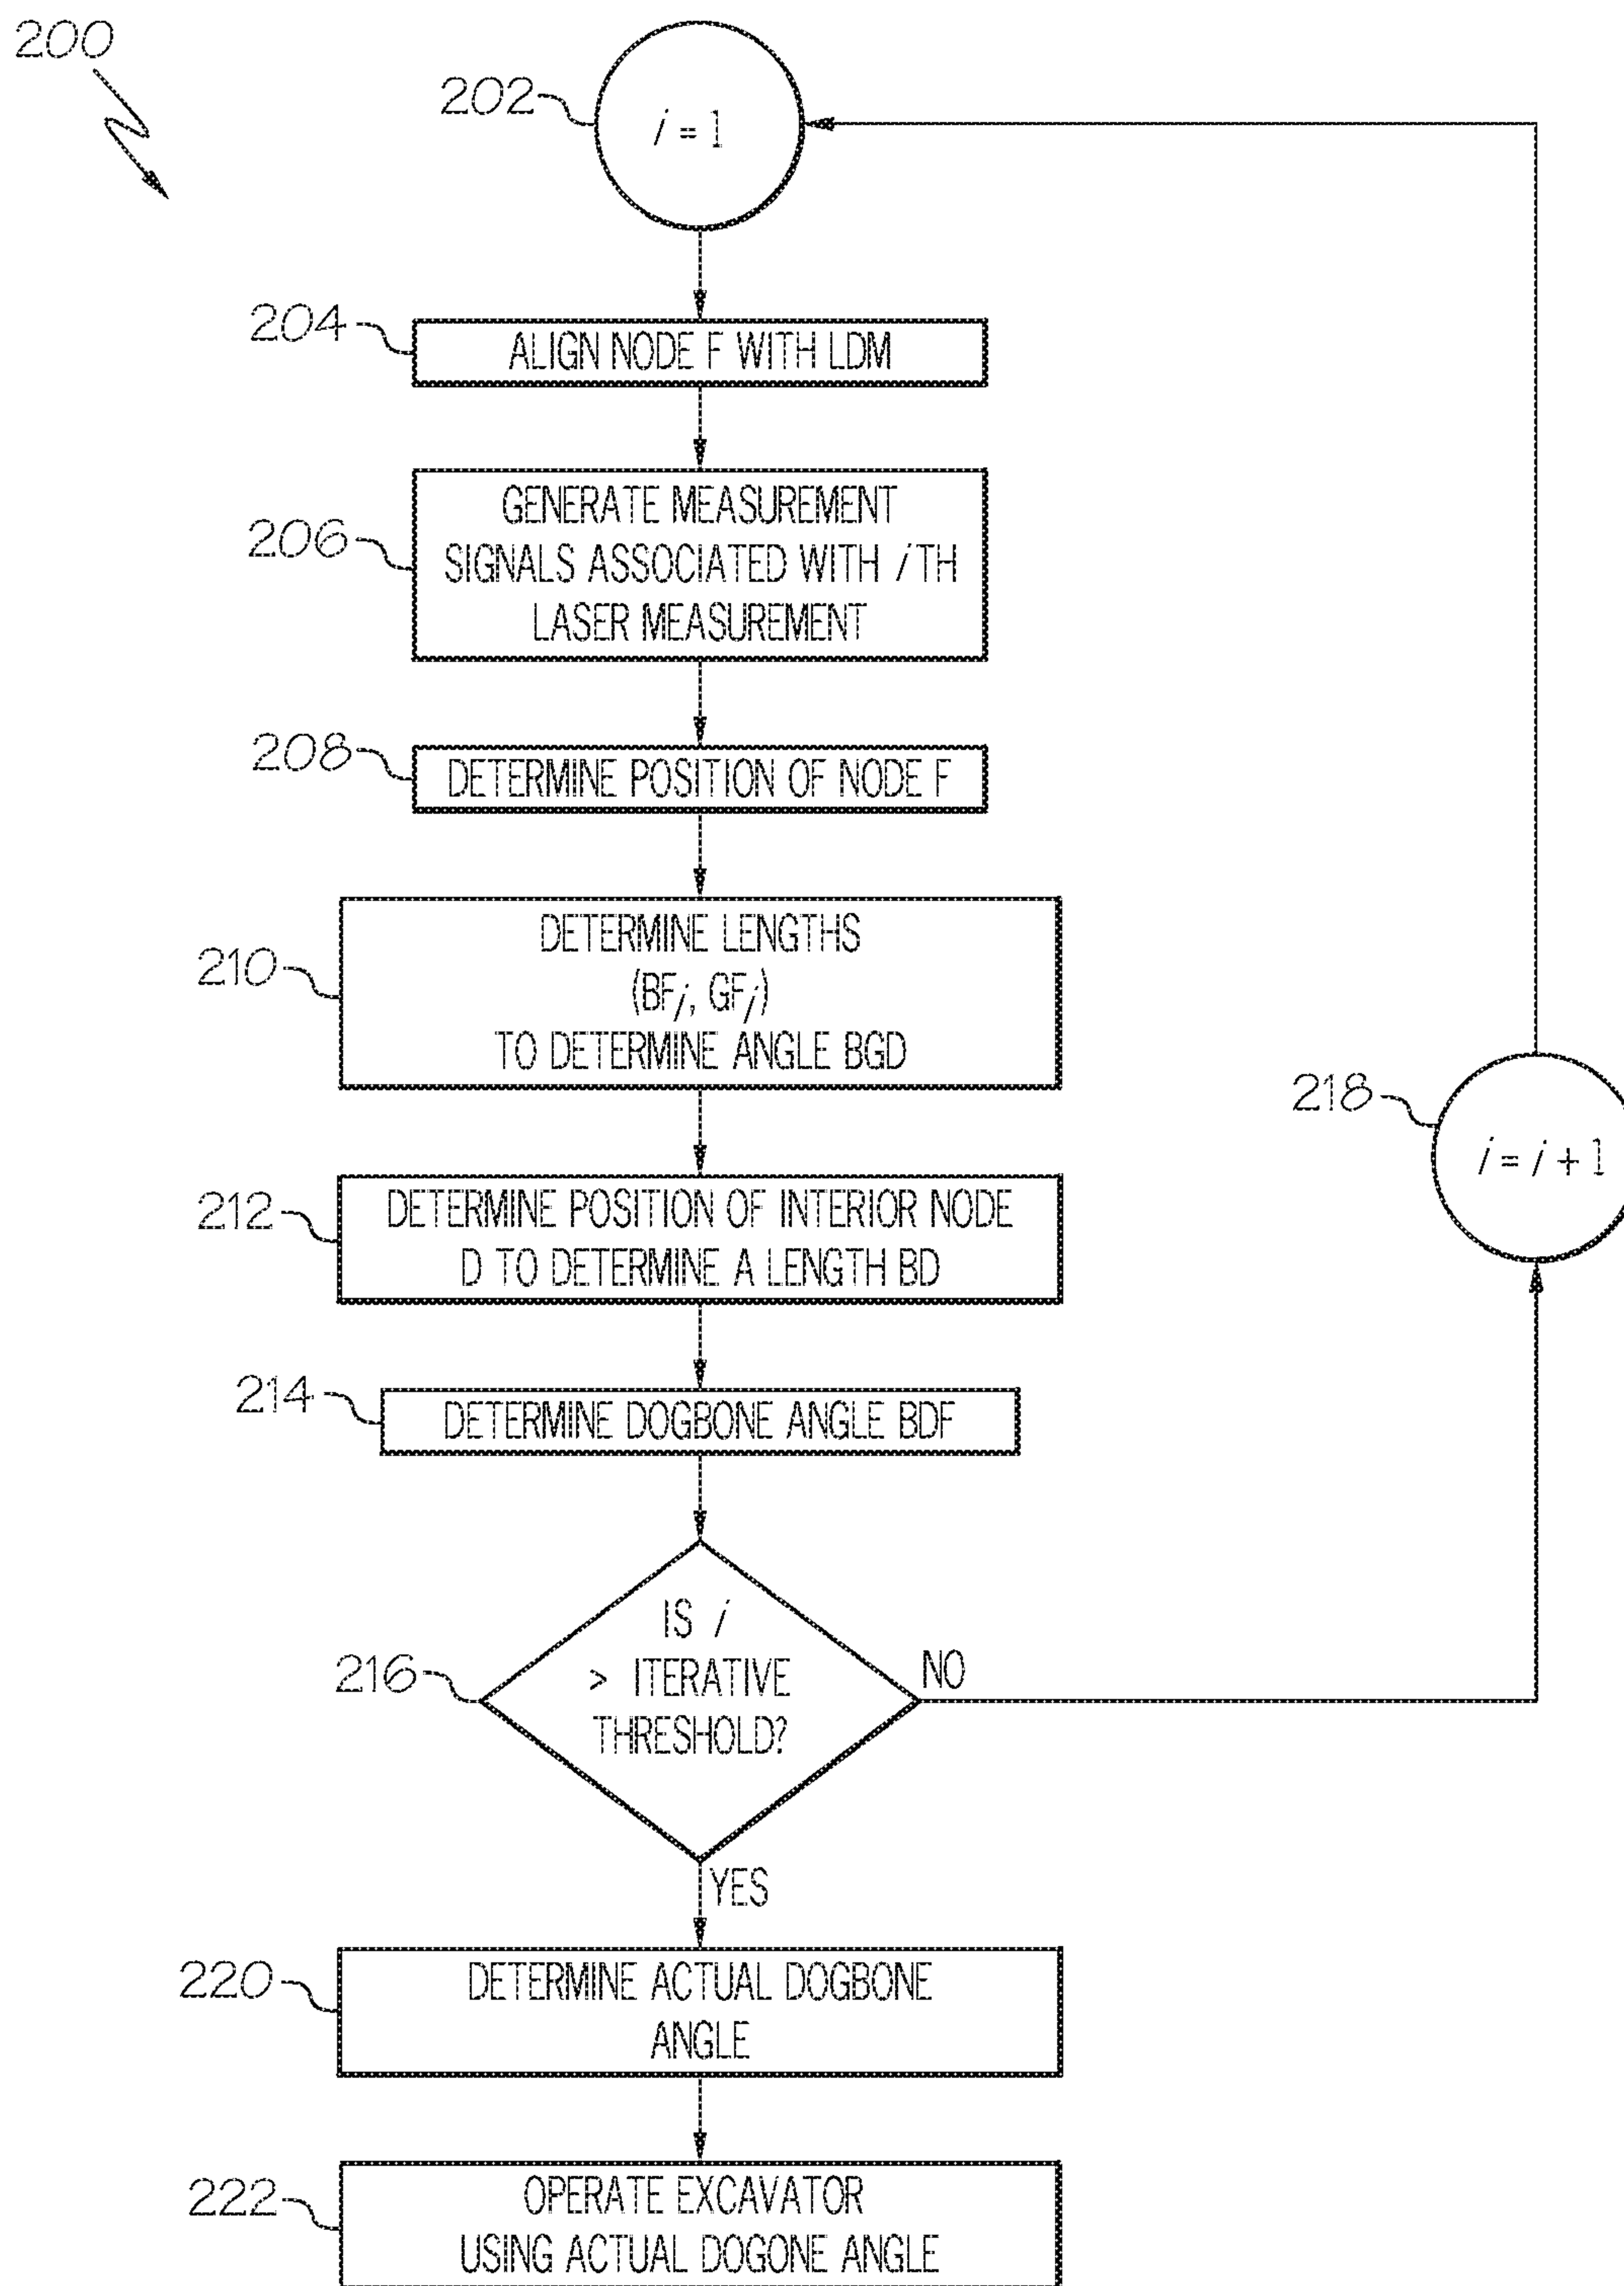 200
202
i = 1
204
ALIGN NODE F WITH LDM
206
GENERATE MEASUREMENT
SIGNALS ASSOCIATED WITH i TH
LASER MEASUREMENT
208
DETERMINE POSITION OF NODE F
210
DETERMINE LENGTHS
(BFi, GFi)
TO DETERMINE ANGLE BGD
212
DETERMINE POSITION OF INTERIOR NODE
D TO DETERMINE A LENGTH BD
218
i = i + 1
214
DETERMINE DOGBONE ANGLE BDF
216
IS i
> ITERATIVE
THRESHOLD?
NO
YES
220
DETERMINE ACTUAL DOGBONE
ANGLE
222
OPERATE EXCAVATOR
USING ACTUAL DOGONE ANGLE